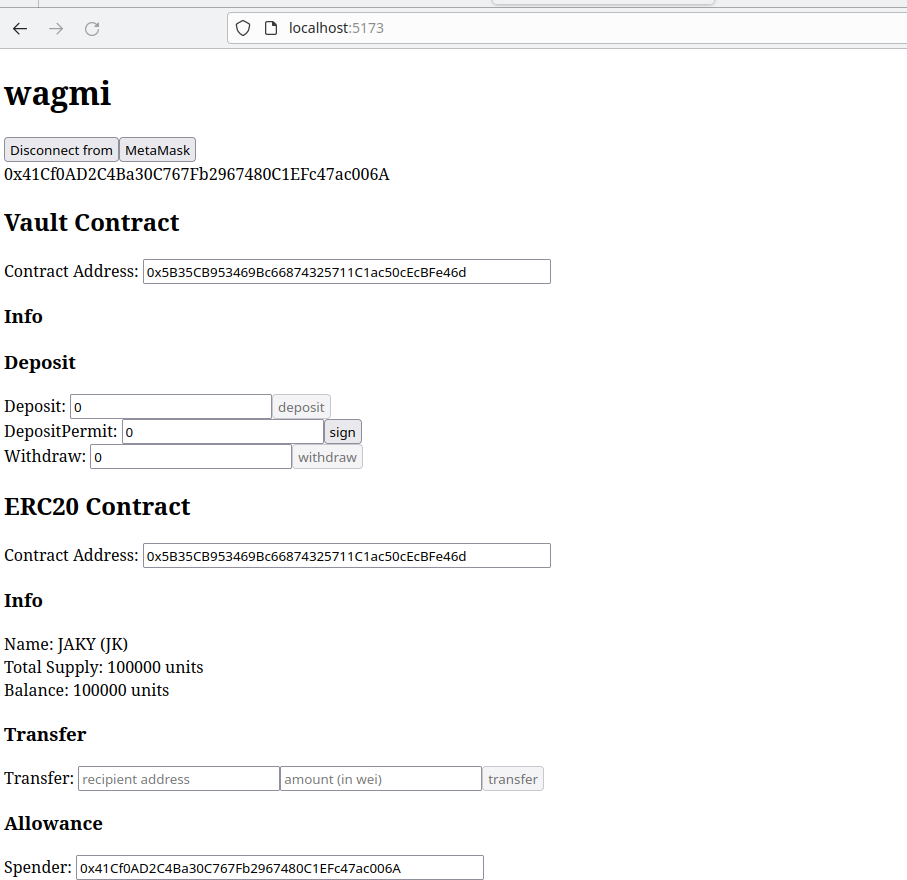 localhost:5173
wagmi
Disconnect from MetaMask
0x41Cf0AD2C4Ba30C767Fb2967480C1EFc47ac006A
Vault Contract
Contract Address: 0x5B35CB953469Bc66874325711C1ac50cEcBFe46d
Info
Deposit
Deposit: 0 deposit
DepositPermit: 0 sign
Withdraw: 0 withdraw
ERC20 Contract
Contract Address: 0x5B35CB953469Bc66874325711C1ac50cEcBFe46d
Info
Name: JAKY (JK)
Total Supply: 100000 units
Balance: 100000 units
Transfer
Transfer: recipient address amount (in wei) transfer
Allowance
Spender: 0x41Cf0AD2C4Ba30C767Fb2967480C1EFc47ac006A